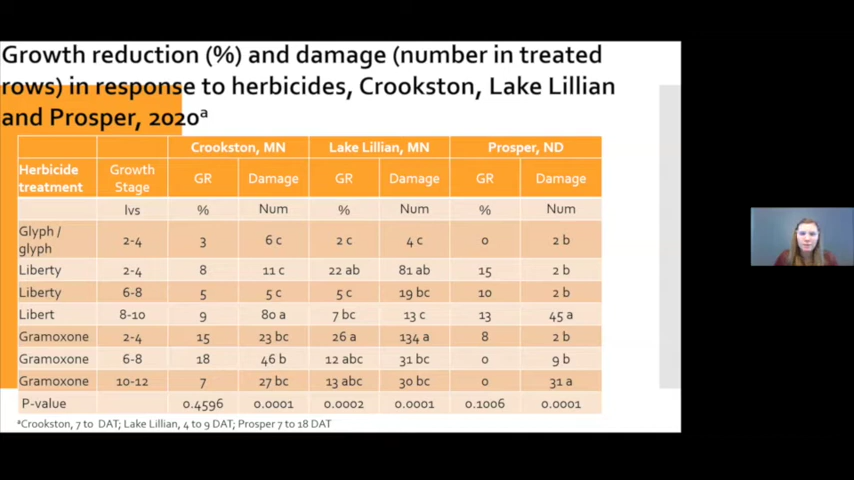 Growth reduction (%) and damage (number in treated
rows) in response to herbicides, Crookston, Lake Lillian
and Prosper, 2020ª
Crookston, MN Lake Lillian, MN Prosper, ND
Herbicide treatment Growth Stage GR Damage GR Damage GR Damage
lvs % Num % Num % Num
Glyph / glyph 2-4 3 6 c 2 c 4 c 0 2 b
Liberty 2-4 8 11 c 22 ab 81 ab 15 2 b
Liberty 6-8 5 5 c 5 c 19 bc 10 2 b
Libert 8-10 9 80 a 7 bc 13 c 13 45 a
Gramoxone 2-4 15 23 bc 26 a 134 a 8 2 b
Gramoxone 6-8 18 46 b 12 abc 31 bc 0 9 b
Gramoxone 10-12 7 27 bc 13 abc 30 bc 0 31 a
P-value 0.4596 0.0001 0.0002 0.0001 0.1006 0.0001
ªCrookston, 7 to DAT; Lake Lillian, 4 to 9 DAT; Prosper 7 to 18 DAT